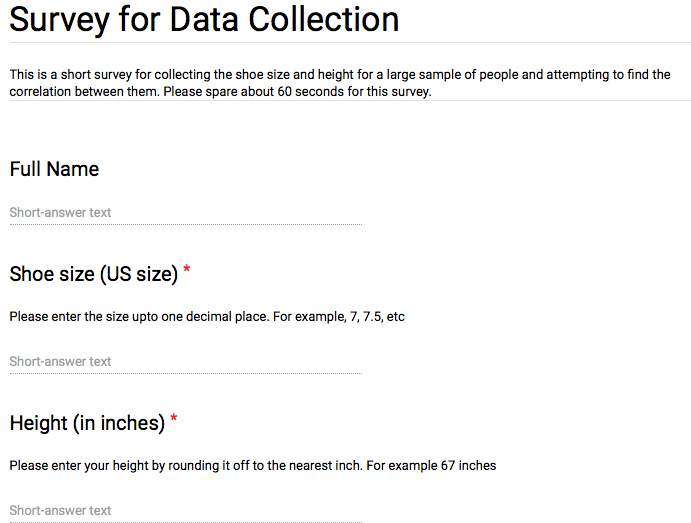 Survey for Data Collection
This is a short survey for collecting the shoe size and height for a large sample of people and attempting to find the
correlation between them. Please spare about 60 seconds for this survey.
Full Name
Short-answer text
Shoe size (US size) *
Please enter the size upto one decimal place. For example, 7, 7.5, etc
Short-answer text
Height (in inches) *
Please enter your height by rounding it off to the nearest inch. For example 67 inches
Short-answer text